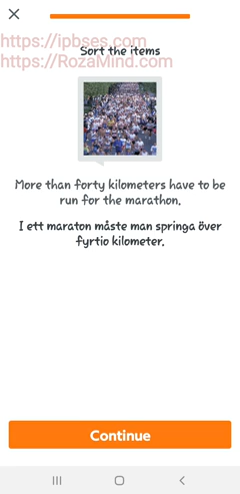 https://ipbses.com
Sort the items
https://RozaMind.com
More than forty kilometers have to be
run for the marathon.
I ett maraton måste man springa över
fyrtio kilometer.
Continue